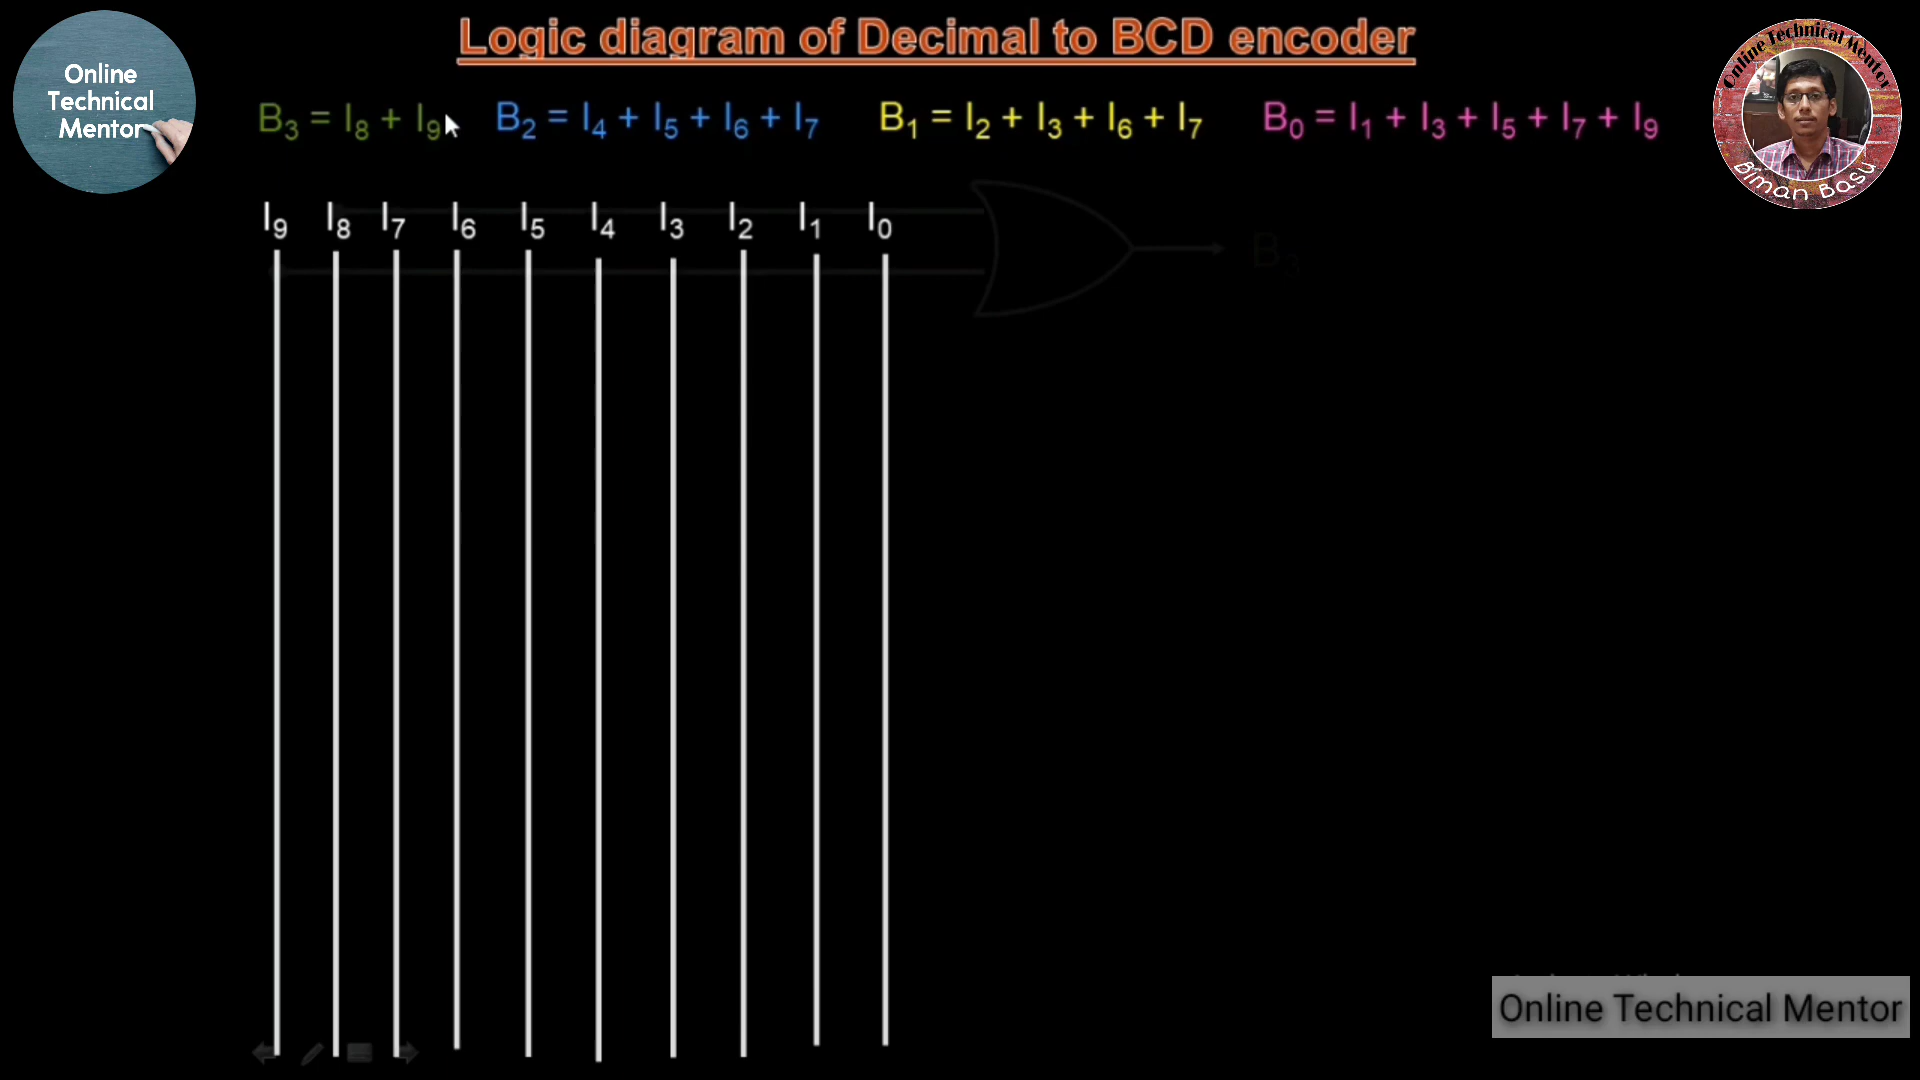 Logic diagram of Decimal to BCD encoder
Online
Technical
Mentor
Online Technical Mentor
Biman Basu
B₃ = I₈ + I₉ B₂ = I₄ + I₅ + I₆ + I₇ B₁ = I₂ + I₃ + I₆ + I₇ B₀ = I₁ + I₃ + I₅ + I₇ + I₉
I₉ I₈ I₇ I₆ I₅ I₄ I₃ I₂ I₁ I₀
B₃
Online Technical Mentor